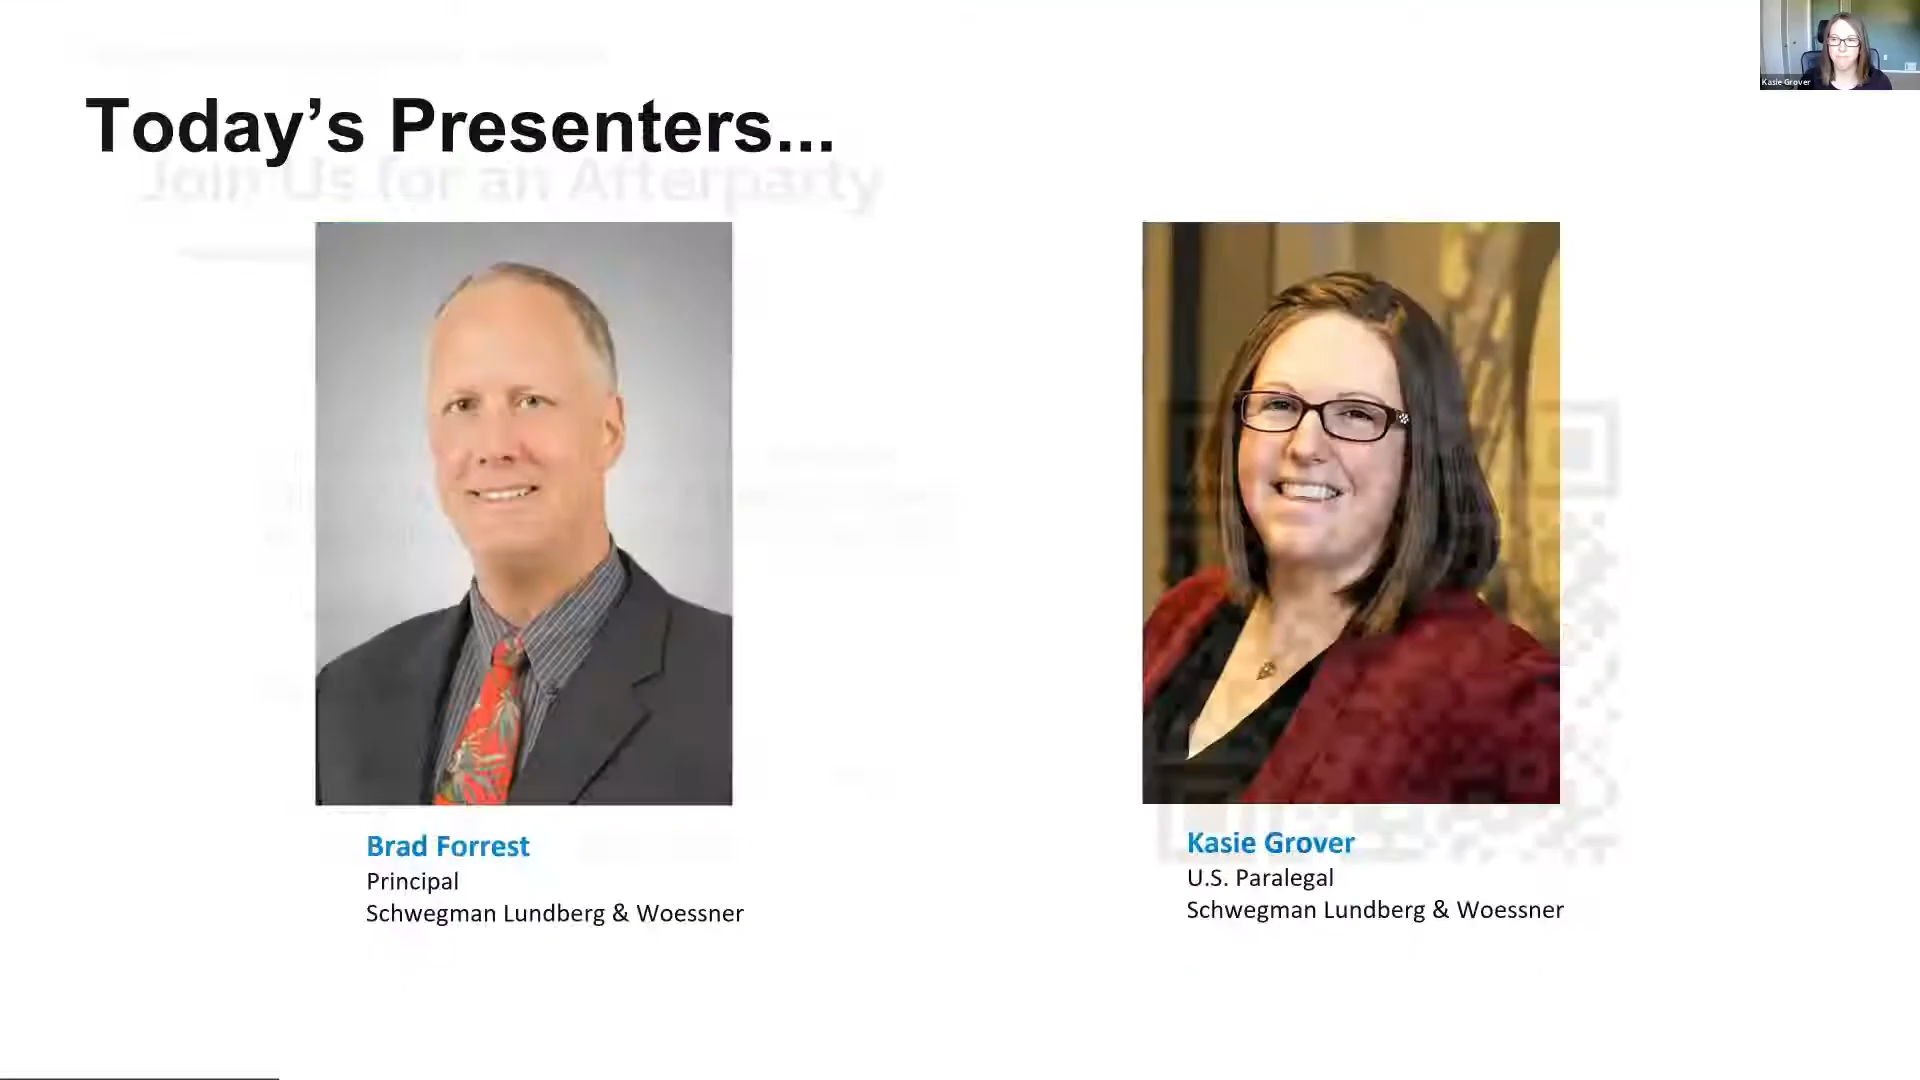 Kasie Grover
Today's Presenters...
Join Us for an Afterparty
Brad Forrest
Principal
Schwegman Lundberg & Woessner
Kasie Grover
U.S. Paralegal
Schwegman Lundberg & Woessner